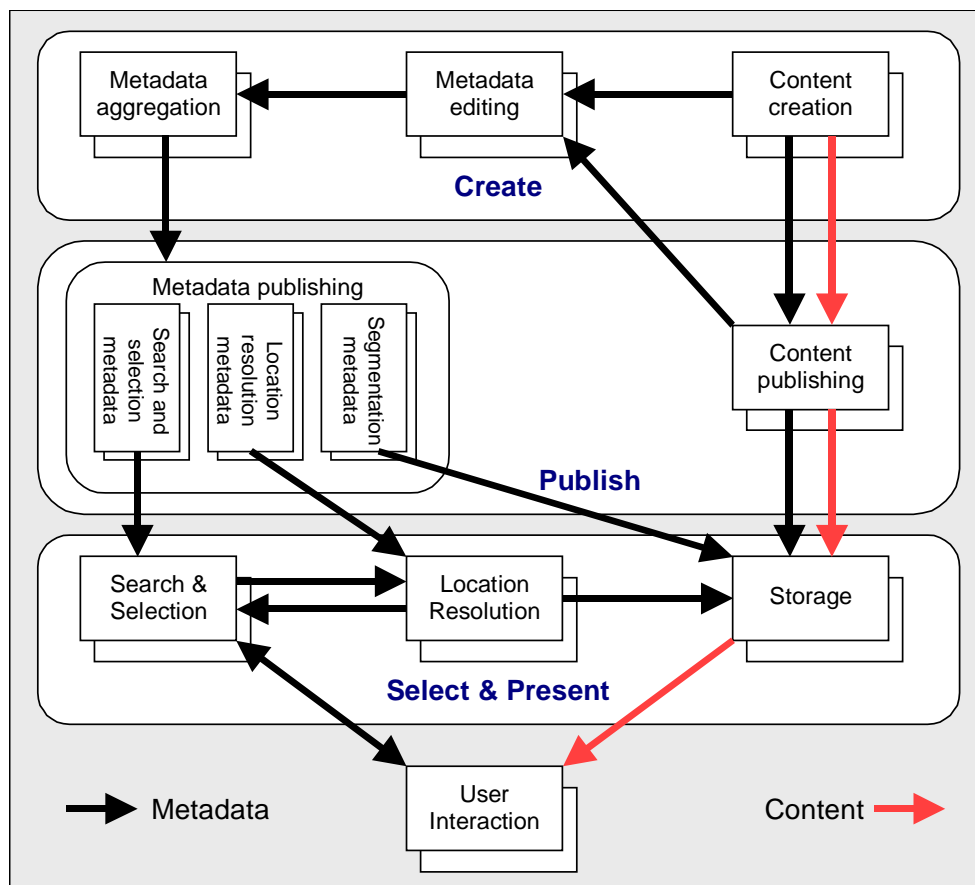 Metadata
aggregation
Metadata
editing
Content
creation
Create
Metadata publishing
Search and
selection
metadata
Location
resolution
metadata
Segmentation
metadata
Content
publishing
Publish
Search &
Selection
Location
Resolution
Storage
Select & Present
User
Interaction
Metadata
Content